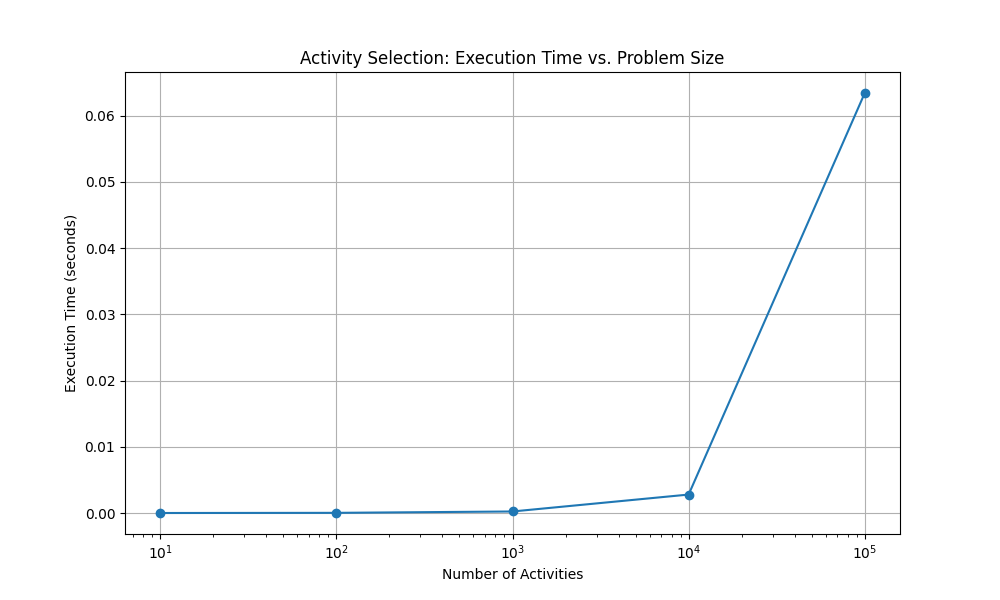 Activity Selection: Execution Time vs. Problem Size
Execution Time (seconds)
0.06
0.05
0.04
0.03
0.02
0.01
0.00
10¹ 10² 10³ 10⁴ 10⁵
Number of Activities